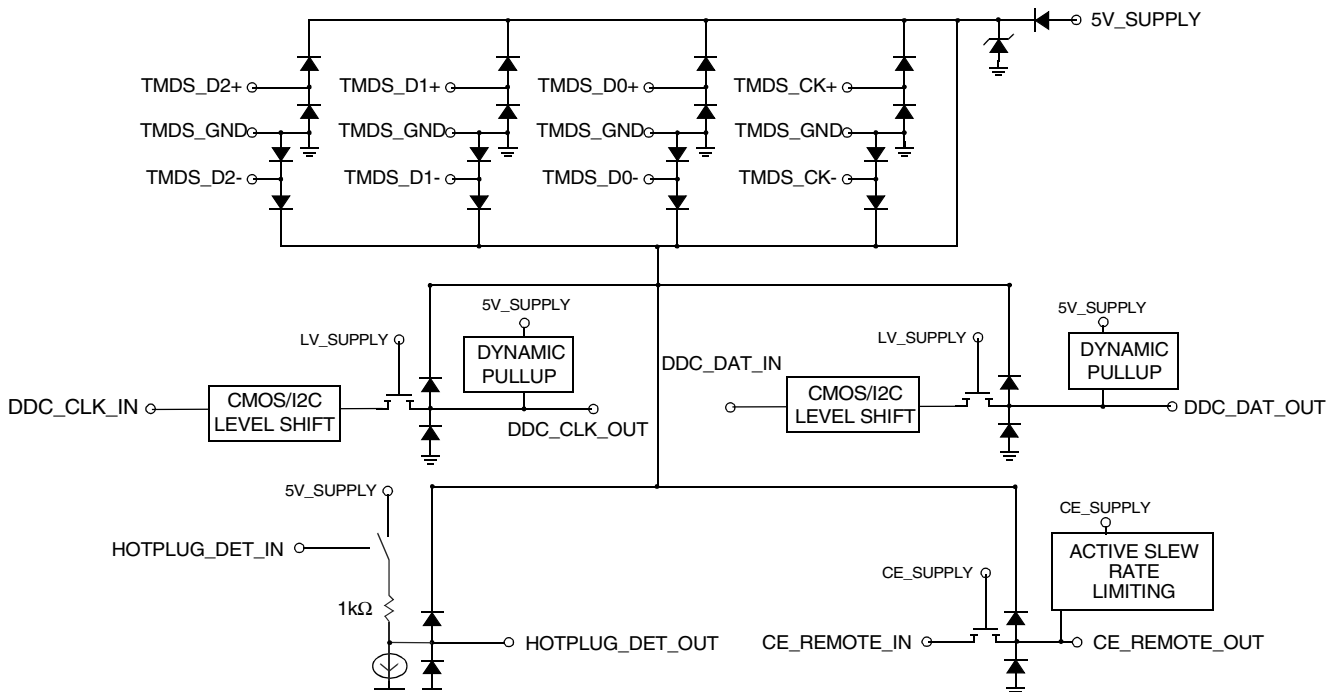 5V_SUPPLY
TMDS_D2+
TMDS_D1+
TMDS_D0+
TMDS_CK+
TMDS_GND
TMDS_GND
TMDS_GND
TMDS_GND
TMDS_D2-
TMDS_D1-
TMDS_D0-
TMDS_CK-
5V_SUPPLY
LV_SUPPLY
DYNAMIC
PULLUP
DDC_CLK_IN
CMOS/I2C
LEVEL SHIFT
DDC_CLK_OUT
5V_SUPPLY
LV_SUPPLY
DYNAMIC
PULLUP
DDC_DAT_IN
CMOS/I2C
LEVEL SHIFT
DDC_DAT_OUT
5V_SUPPLY
HOTPLUG_DET_IN
1kΩ
HOTPLUG_DET_OUT
CE_SUPPLY
ACTIVE SLEW
RATE
LIMITING
CE_SUPPLY
CE_REMOTE_IN
CE_REMOTE_OUT